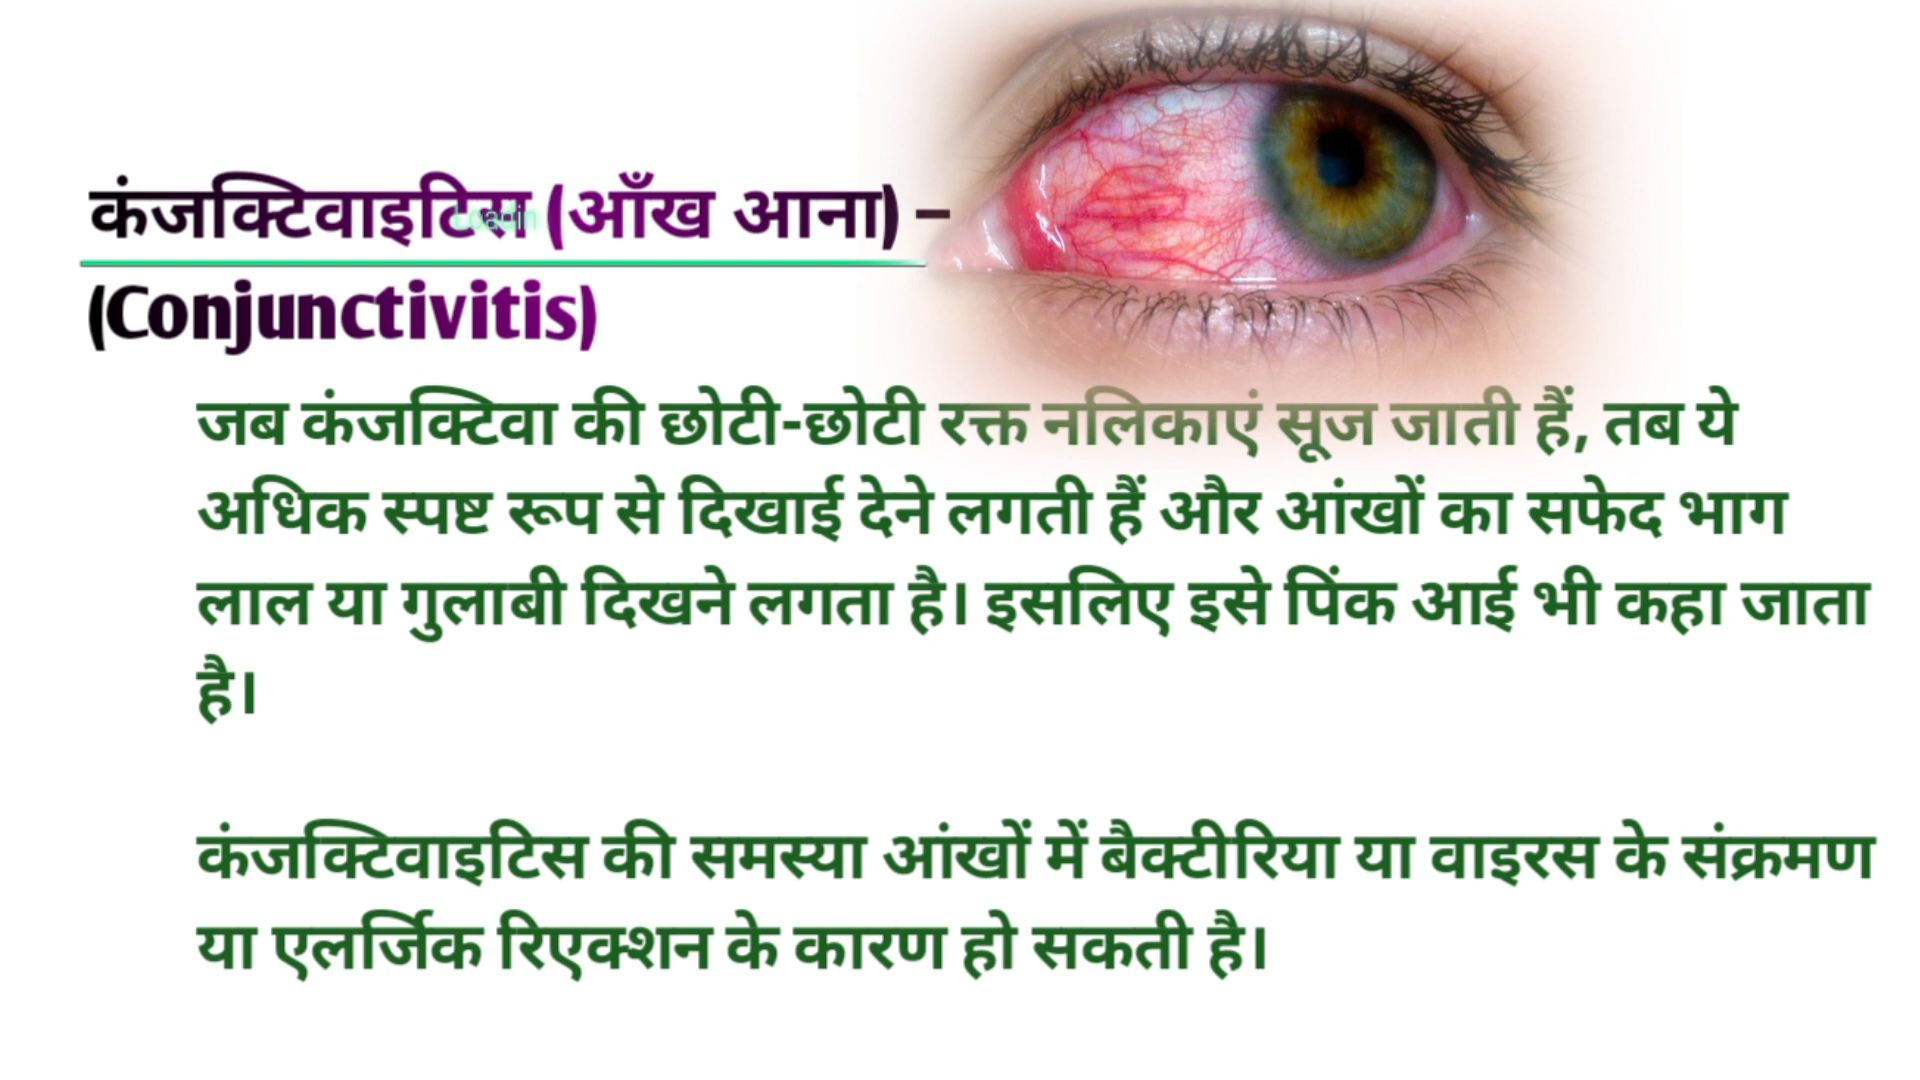 कंजक्टिवाइटिस (आँख आना) –
(Conjunctivitis)
जब कंजक्टिवा की छोटी-छोटी रक्त नलिकाएं सूज जाती हैं, तब ये
अधिक स्पष्ट रूप से दिखाई देने लगती हैं और आंखों का सफेद भाग
लाल या गुलाबी दिखने लगता है। इसलिए इसे पिंक आई भी कहा जाता
है।
कंजक्टिवाइटिस की समस्या आंखों में बैक्टीरिया या वाइरस के संक्रमण
या एलर्जिक रिएक्शन के कारण हो सकती है।